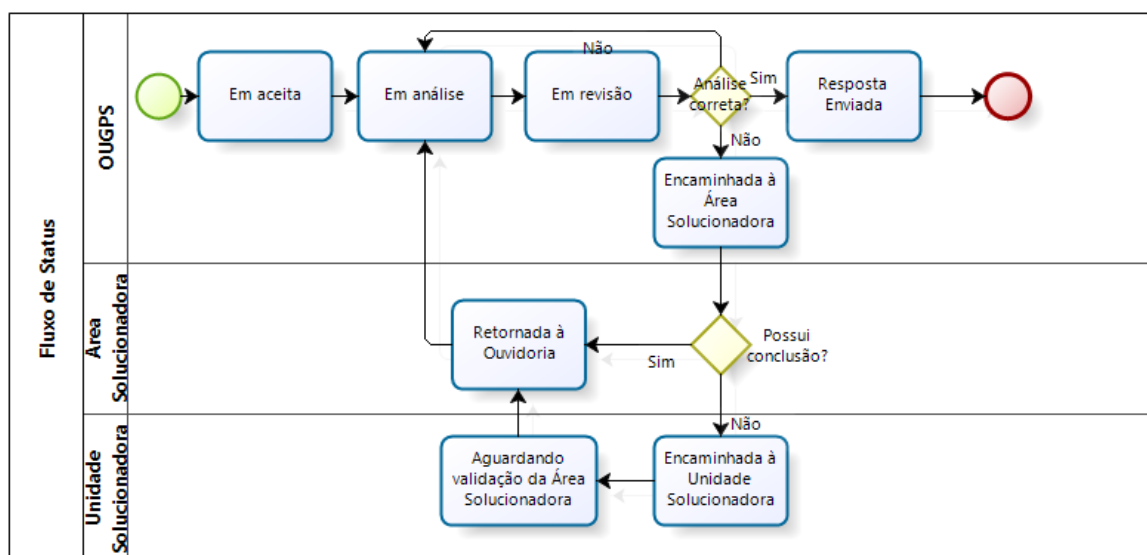 Fluxo de Status
OUGPS
Em aceita
Em análise
Em revisão
Não
Análise
correta?
Sim
Resposta
Enviada
Não
Encaminhada à
Área
Solucionadora
Área
Solucionadora
Retornada à
Ouvidoria
Sim
Possui
conclusão?
Não
Unidade
Solucionadora
Aguardando
validação da Área
Solucionadora
Encaminhada à
Unidade
Solucionadora